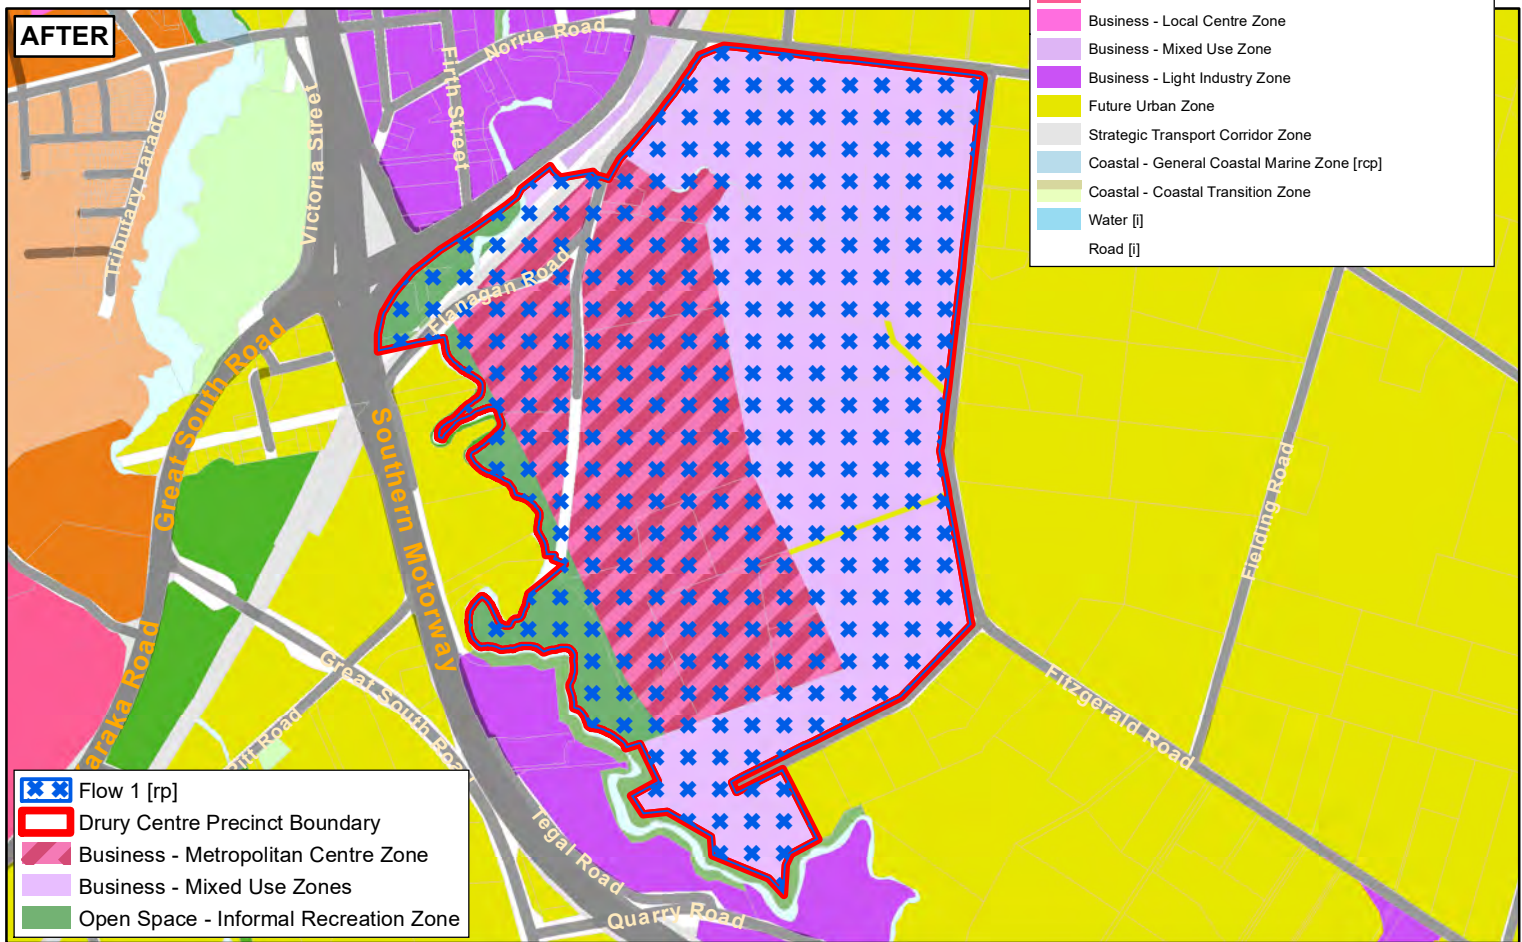 AFTER
Business - Local Centre Zone
Business - Mixed Use Zone
Business - Light Industry Zone
Future Urban Zone
Strategic Transport Corridor Zone
Coastal - General Coastal Marine Zone [rcp]
Coastal - Coastal Transition Zone
Water [i]
Road [i]
Norrie Road
Firth Street
Victoria Street
Tributary Parade
Flanagan Road
Great South Road
Southern Motorway
Fielding Road
Fitzgerald Road
Great South Roa
Pitt Road
araka Road
Tegal Road
Quarry Road
Flow 1 [rp]
Drury Centre Precinct Boundary
Business - Metropolitan Centre Zone
Business - Mixed Use Zones
Open Space - Informal Recreation Zone